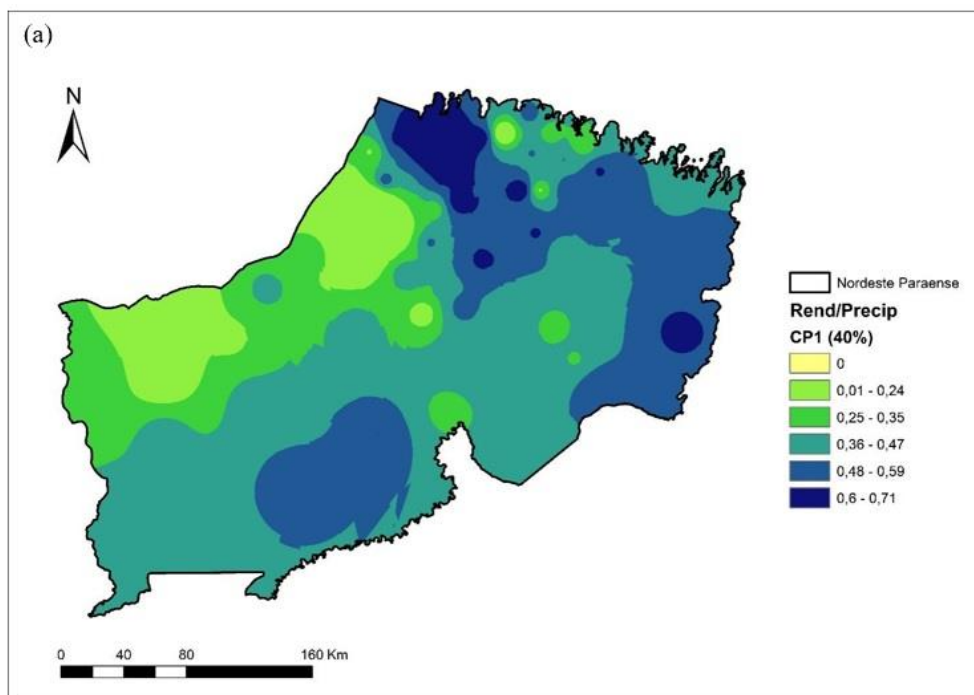 (a)
N
Nordeste Paraense
Rend/Precip
CP1 (40%)
0
0,01 - 0,24
0,25 - 0,35
0,36 - 0,47
0,48 - 0,59
0,6 - 0,71
0 40 80 160 Km